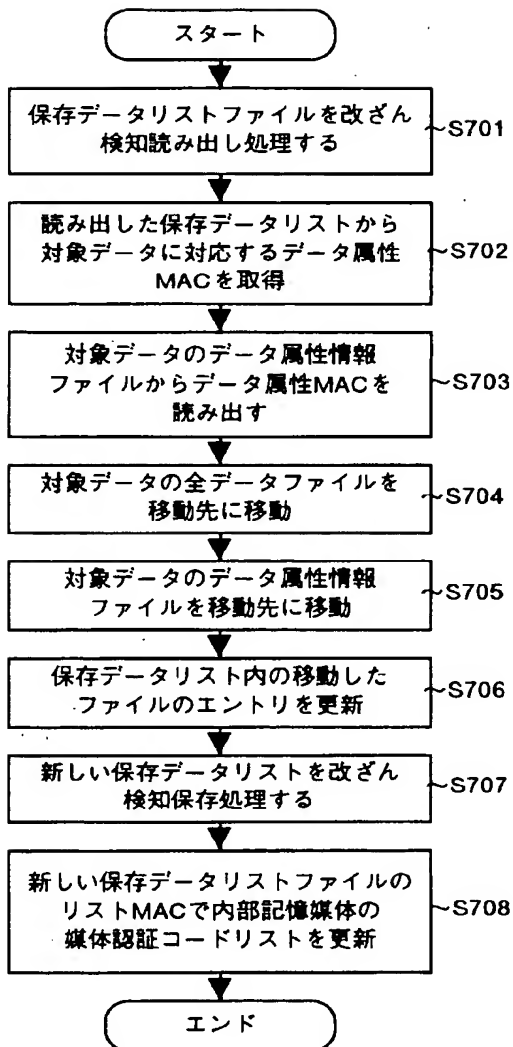 スタート
保存データリストファイルを改ざん
検知読み出し処理する
~S701
読み出した保存データリストから
対象データに対応するデータ属性
MACを取得
~S702
対象データのデータ属性情報
ファイルからデータ属性MACを
読み出す
~S703
対象データの全データファイルを
移動先に移動
~S704
対象データのデータ属性情報
ファイルを移動先に移動
~S705
保存データリスト内の移動した
ファイルのエントリを更新
~S706
新しい保存データリストを改ざん
検知保存処理する
~S707
新しい保存データリストファイルの
リストMACで内部記憶媒体の
媒体認証コードリストを更新
~S708
エンド